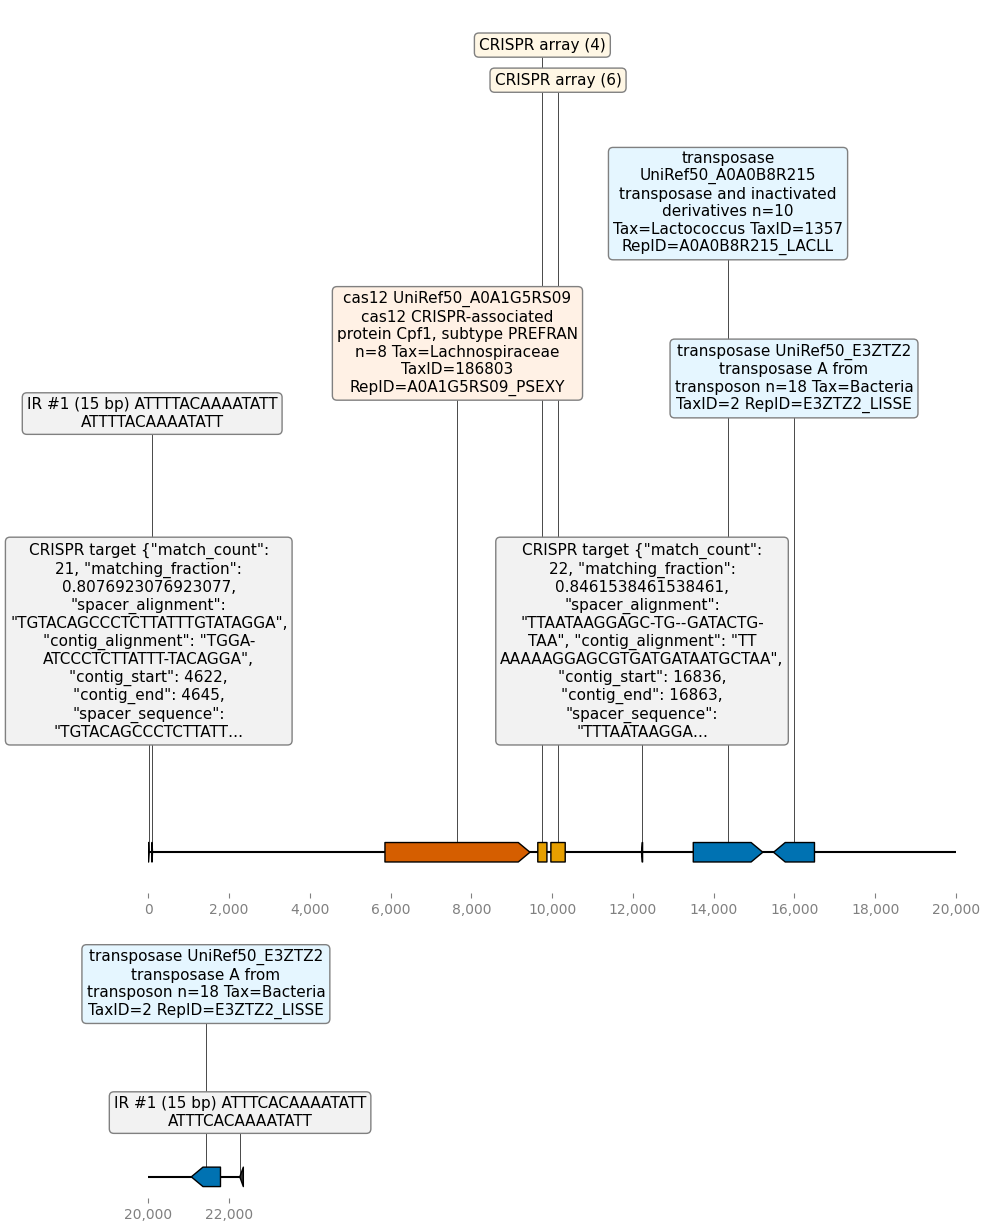 CRISPR array (4)
CRISPR array (6)
transposase
UniRef50_A0A0B8R215
transposase and inactivated
derivatives n=10
Tax=Lactococcus TaxID=1357
RepID=A0A0B8R215_LACLL
cas12 UniRef50_A0A1G5RS09
cas12 CRISPR-associated
protein Cpf1, subtype PREFRAN
n=8 Tax=Lachnospiraceae
TaxID=186803
RepID=A0A1G5RS09_PSEXY
transposase UniRef50_E3ZTZ2
transposase A from
transposon n=18 Tax=Bacteria
TaxID=2 RepID=E3ZTZ2_LISSE
IR #1 (15 bp) ATTTTACAAAATATT
ATTTTACAAAATATT
CRISPR target {"match_count":
21, "matching_fraction":
0.8076923076923077,
"spacer_alignment":
"TGTACAGCCCTCTTATTTGTATAGGA",
"contig_alignment": "TGGA-
ATCCCTCTTATTT-TACAGGA",
"contig_start": 4622,
"contig_end": 4645,
"spacer_sequence":
"TGTACAGCCCTCTTATT...
CRISPR target {"match_count":
22, "matching_fraction":
0.8461538461538461,
"spacer_alignment":
"TTAATAAGGAGC-TG--GATACTG-
TAA", "contig_alignment": "TT
AAAAAGGAGCGTGATGATAATGCTAA",
"contig_start": 16836,
"contig_end": 16863,
"spacer_sequence":
"TTTAATAAGGA...
0 2,000 4,000 6,000 8,000 10,000 12,000 14,000 16,000 18,000 20,000
transposase UniRef50_E3ZTZ2
transposase A from
transposon n=18 Tax=Bacteria
TaxID=2 RepID=E3ZTZ2_LISSE
IR #1 (15 bp) ATTTCACAAAATATT
ATTTCACAAAATATT
20,000 22,000